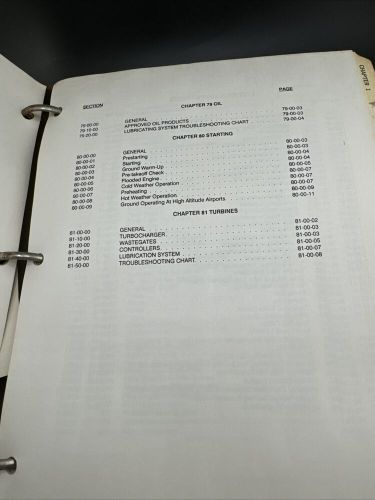 SECTION PAGE
CHAPTER 79 OIL
79-00-00 GENERAL 79-00-03
79-10-00 APPROVED OIL PRODUCTS 79-00-03
79-20-00 LUBRICATING SYSTEM TROUBLESHOOTING CHART 79-00-04
CHAPTER 80 STARTING
80-00-00 GENERAL 80-00-03
80-00-01 Prestarting 80-00-03
80-00-02 Starting 80-00-04
80-00-03 Ground Warm-Up 80-00-04
80-00-04 Pre-takeoff Check 80-00-05
80-00-05 Flooded Engine
80-00-06 Cold Weather Operation 80-00-07
80-00-07 Preheating 80-00-07
80-00-08 Hot Weather Operation 80-00-09
80-00-09 Ground Operating At High Altitude Airports 80-00-11
CHAPTER 81 TURBINES
81-00-00 GENERAL 81-00-02
81-10-00 TURBOCHARGER 81-00-03
81-20-00 WASTEGATES 81-00-03
81-30-00 CONTROLLERS 81-00-05
81-40-00 LUBRICATION SYSTEM 81-00-07
81-50-00 TROUBLESHOOTING CHART 81-00-08
CHAPTER 1